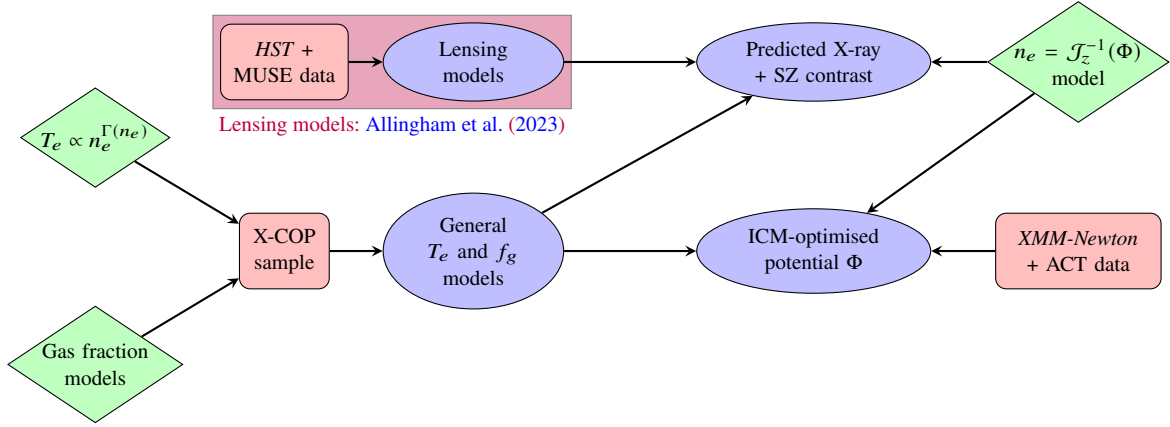 HST +
MUSE data
Lensing
models
Predicted X-ray
+ SZ contrast
n_e = 𝒥_z^{-1}(Φ)
model
Lensing models: Allingham et al. (2023)
T_e ∝ n_e^{Γ(n_e)}
X-COP
sample
General
T_e and f_g
models
ICM-optimised
potential Φ
XMM-Newton
+ ACT data
Gas fraction
models